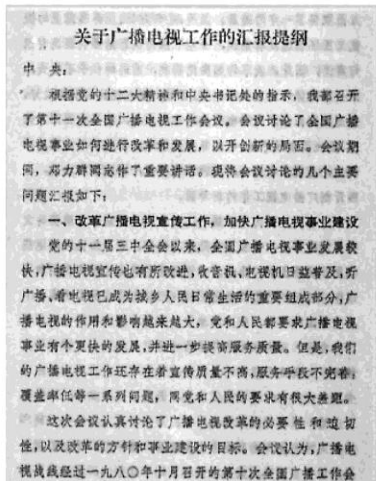 关于广播电视工作的汇报提纲
中央：
根据党的十二大精神和中央书记处的指示，我部召开
了第十一次全国广播电视工作会议。会议讨论了全国广播
电视事业如何进行改革和发展，以开创新的局面。会议期
间，邓力群同志作了重要讲话。现将会议讨论的几个主要
问题汇报如下：
一、改革广播电视宣传工作，加快广播电视事业建设
党的十一届三中全会以来，全国广播电视事业发展较
快，广播电视宣传也有所改进，收音机、电视机日益普及，听
广播、看电视已成为城乡人民日常生活的重要组成部分，广
播电视的作用和影响越来越大，党和人民都要求广播电视
事业有个更快的发展，并进一步提高服务质量。但是，我们
的广播电视工作还存在着宣传质量不高，服务手段不完善，
覆盖率低等一系列问题，同党和人民的要求有很大差距。
这次会议认真讨论了广播电视改革的必要性和迫切
性，以及改革的方针和事业建设的目标。会议认为，广播电
视战线经过一九八〇年十月召开的第十次全国广播工作会